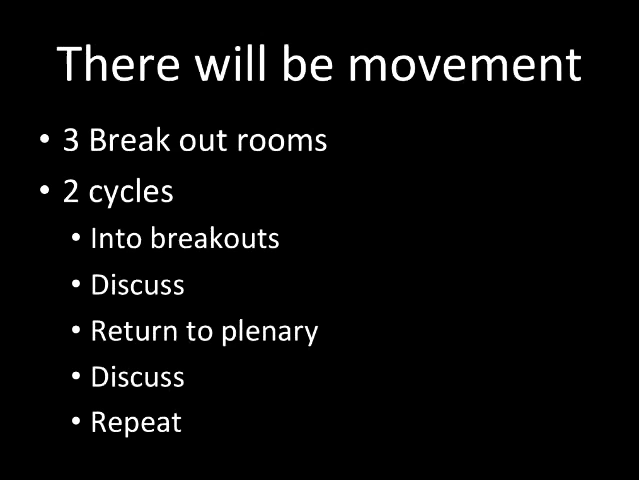 There will be movement
• 3 Break out rooms
• 2 cycles
• Into breakouts
• Discuss
• Return to plenary
• Discuss
• Repeat